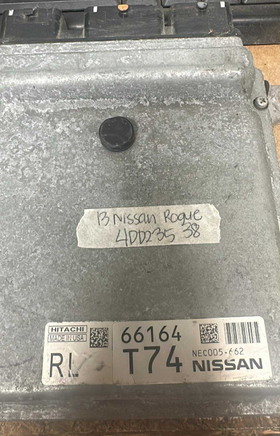 13 Nissan Rogue
4DD235 38
HITACHI
MADE IN USA
66164
RL
T74
NEC005-662
NISSAN